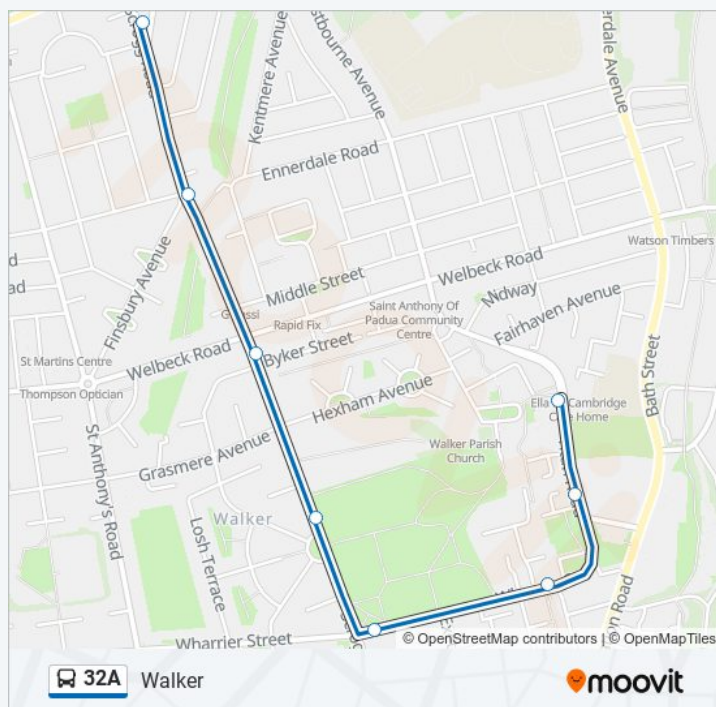 Kentmere Avenue
Ennerdale Road
Watson Timbers
Welbeck Road
Middle Street
Nidway
Finsbury Avenue
Saint Anthony Of
Padua Community
Centre
Fairhaven Avenue
Rapid Fix
Byker Street
St Martins Centre
Welbeck Road
Bath Street
Thompson Optician
Hexham Avenue
Grasmere Avenue
Walker Parish
Church
St Anthony's Road
Walker
Losh Terrace
Wharrier Street
© OpenStreetMap contributors | © OpenMapTiles
32A Walker
moovit